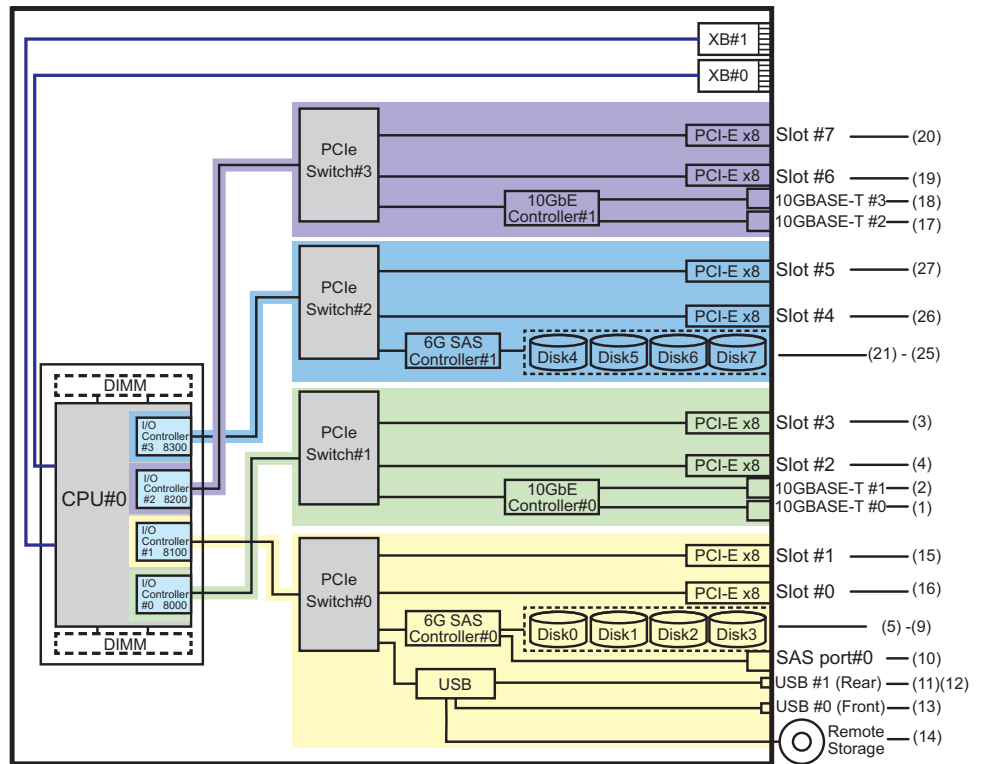 XB#1
XB#0
PCIe
Switch#3
PCI-E x8
Slot #7
(20)
PCI-E x8
Slot #6
(19)
10GbE
Controller#1
10GBASE-T #3
(18)
10GBASE-T #2
(17)
PCIe
Switch#2
PCI-E x8
Slot #5
(27)
PCI-E x8
Slot #4
(26)
6G SAS
Controller#1
Disk4
Disk5
Disk6
Disk7
(21) - (25)
DIMM
CPU#0
I/O
Controller
#3 8300
I/O
Controller
#2 8200
I/O
Controller
#1 8100
I/O
Controller
#0 8000
DIMM
PCIe
Switch#1
PCI-E x8
Slot #3
(3)
PCI-E x8
Slot #2
(4)
10GbE
Controller#0
10GBASE-T #1
(2)
10GBASE-T #0
(1)
PCIe
Switch#0
PCI-E x8
Slot #1
(15)
PCI-E x8
Slot #0
(16)
6G SAS
Controller#0
Disk0
Disk1
Disk2
Disk3
(5) -(9)
SAS port#0
(10)
USB
USB #1 (Rear)
(11)(12)
USB #0 (Front)
(13)
Remote
Storage
(14)